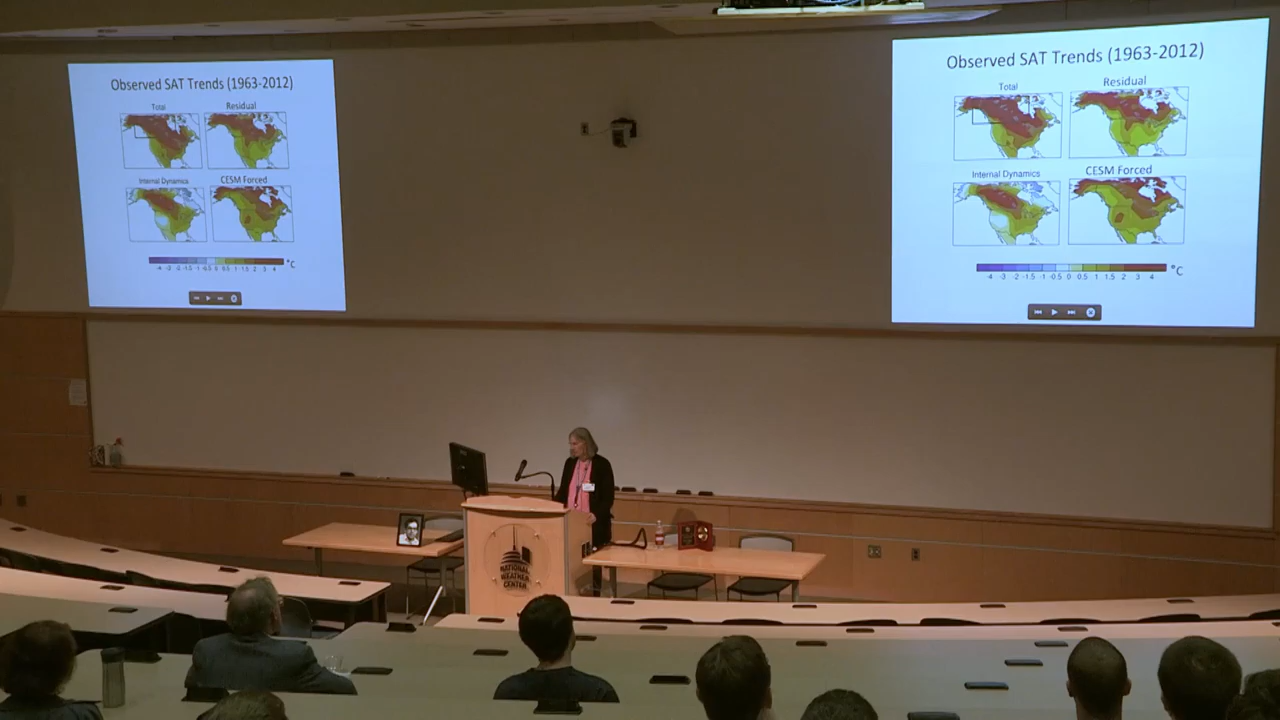 Observed SAT Trends (1963-2012)
Total
Residual
Internal Dynamics
CESM Forced
-4 -3 -2 -1.5 -1 -0.5 0 0.5 1 1.5 2 3 4
°C
Observed SAT Trends (1963-2012)
Total
Residual
Internal Dynamics
CESM Forced
-4 -3 -2 -1.5 -1 -0.5 0 0.5 1 1.5 2 3 4
°C
NATIONAL
WEATHER
CENTER